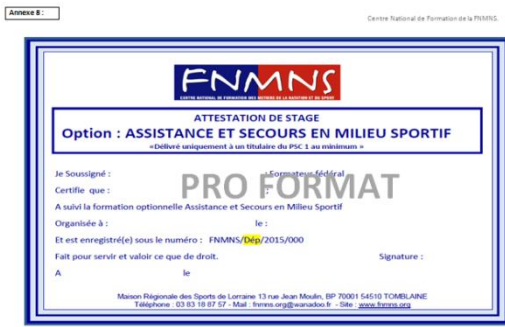 Annexe B :
Centre National de Formation de la FNMNS.
FNMNS
CENTRE NATIONAL DE FORMATION DES METIERS DE LA NATATION ET DU SPORT
ATTESTATION DE STAGE
Option : ASSISTANCE ET SECOURS EN MILIEU SPORTIF
«Délivré uniquement à un titulaire du PSC 1 au minimum »
Je Soussigné : : Formateur fédéral
Certifie que : :
PRO FORMAT
A suivi la formation optionnelle Assistance et Secours en Milieu Sportif
Organisée à : le :
Et est enregistré(e) sous le numéro : FNMNS/Dép/2015/000
Fait pour servir et valoir ce que de droit. Signature :
A le
Maison Régionale des Sports de Lorraine 13 rue Jean Moulin, BP 70001 54510 TOMBLAINE
Téléphone : 03 83 18 87 57 - Mail : fnmns.org@wanadoo.fr - Site : www.fnmns.org